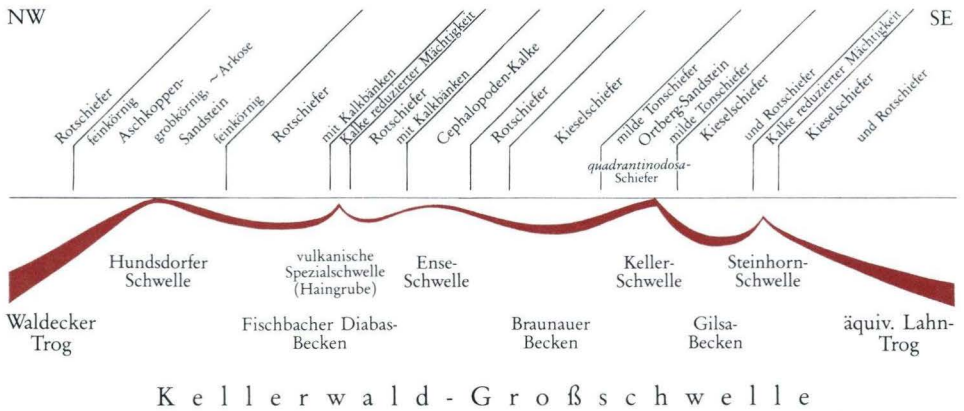 NW
SE
Rotschiefer
feinkörnig
Aschkoppen-
grobkörnig, ~ Arkose
Sandstein
feinkörnig
Rotschiefer
mit Kalkbänken
Kalke reduzierter Mächtigkeit
Rotschiefer
mit Kalkbänken
Cephalopoden-Kalke
Rotschiefer
Kieselschiefer
milde Tonschiefer
Ortberg-Sandstein
milde Tonschiefer
Kieselschiefer
und Rotschiefer
Kalke reduzierter Mächtigkeit
Kieselschiefer
und Rotschiefer
quadrantinodosa-
Schiefer
Hundsdorfer
Schwelle
vulkanische
Spezialschwelle
(Haingrube)
Ense-
Schwelle
Keller-
Schwelle
Steinhorn-
Schwelle
Waldecker
Trog
Fischbacher Diabas-
Becken
Braunauer
Becken
Gilsa-
Becken
äquiv. Lahn-
Trog
Kellerwald-Großschwelle